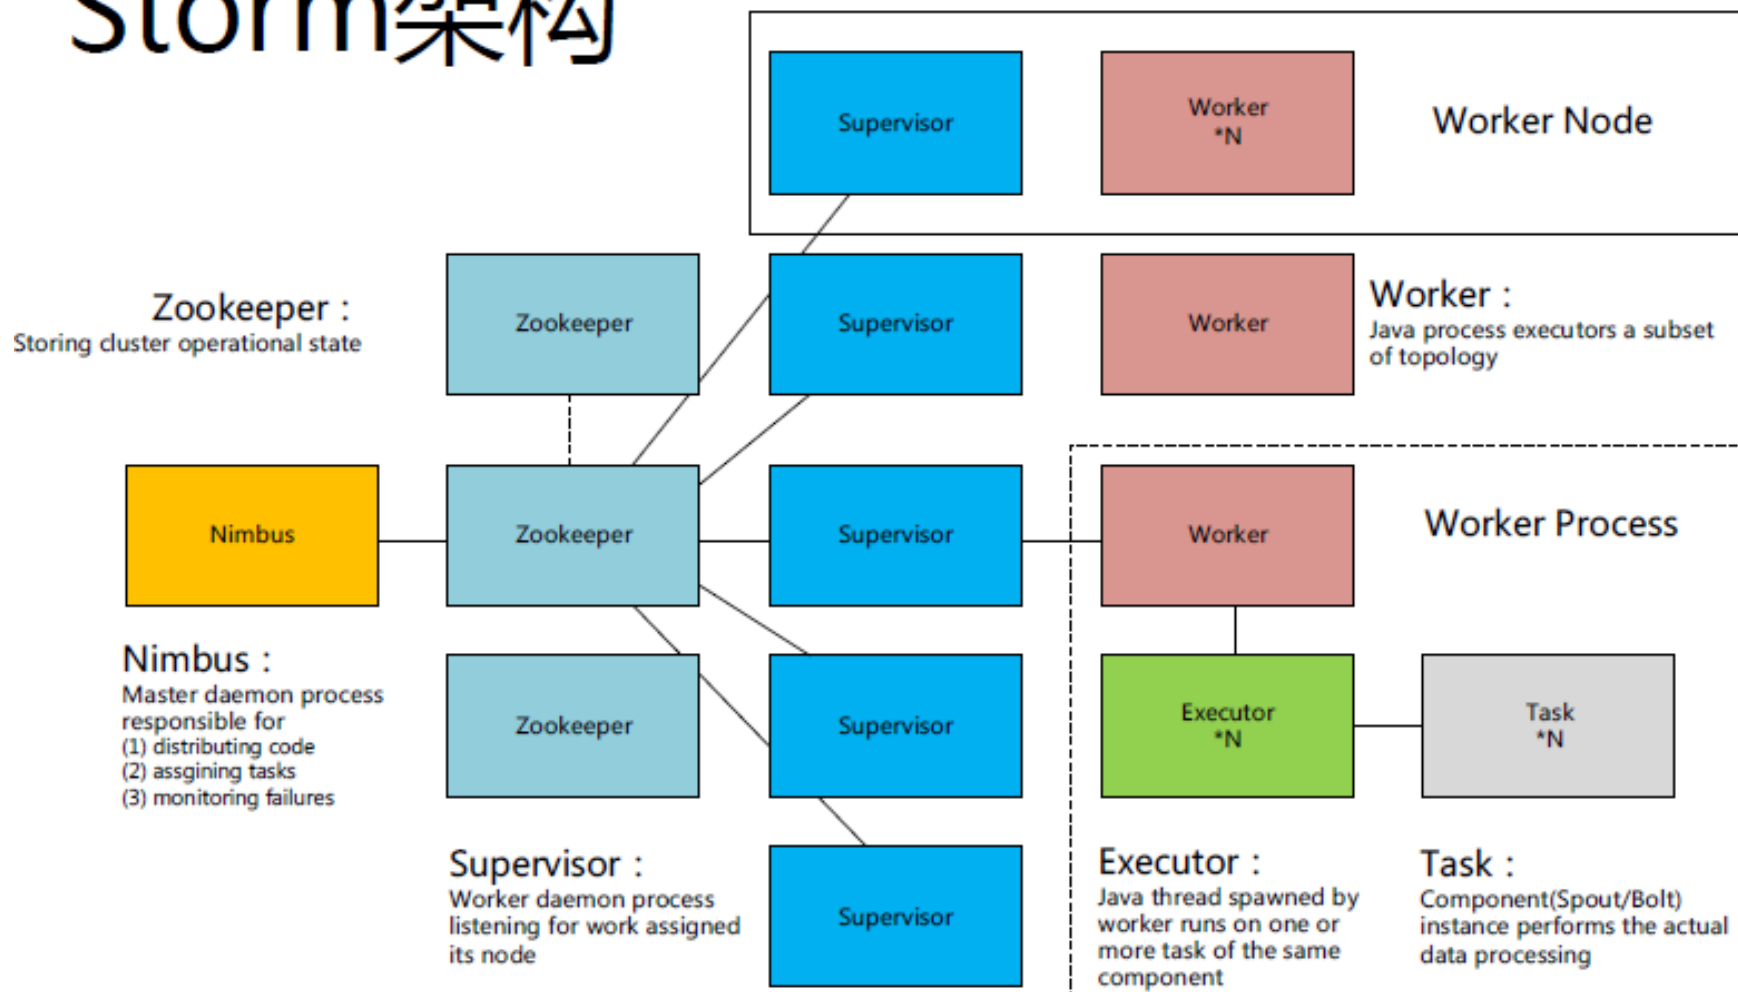 Storm架构
Supervisor
Worker
*N
Worker Node
Zookeeper：
Storing cluster operational state
Zookeeper
Supervisor
Worker
Worker：
Java process executors a subset
of topology
Nimbus
Zookeeper
Supervisor
Worker
Worker Process
Nimbus：
Master daemon process
responsible for
(1) distributing code
(2) assgining tasks
(3) monitoring failures
Zookeeper
Supervisor
Executor
*N
Task
*N
Supervisor：
Worker daemon process
listening for work assigned
its node
Supervisor
Executor：
Java thread spawned by
worker runs on one or
more task of the same
component
Task：
Component(Spout/Bolt)
instance performs the actual
data processing